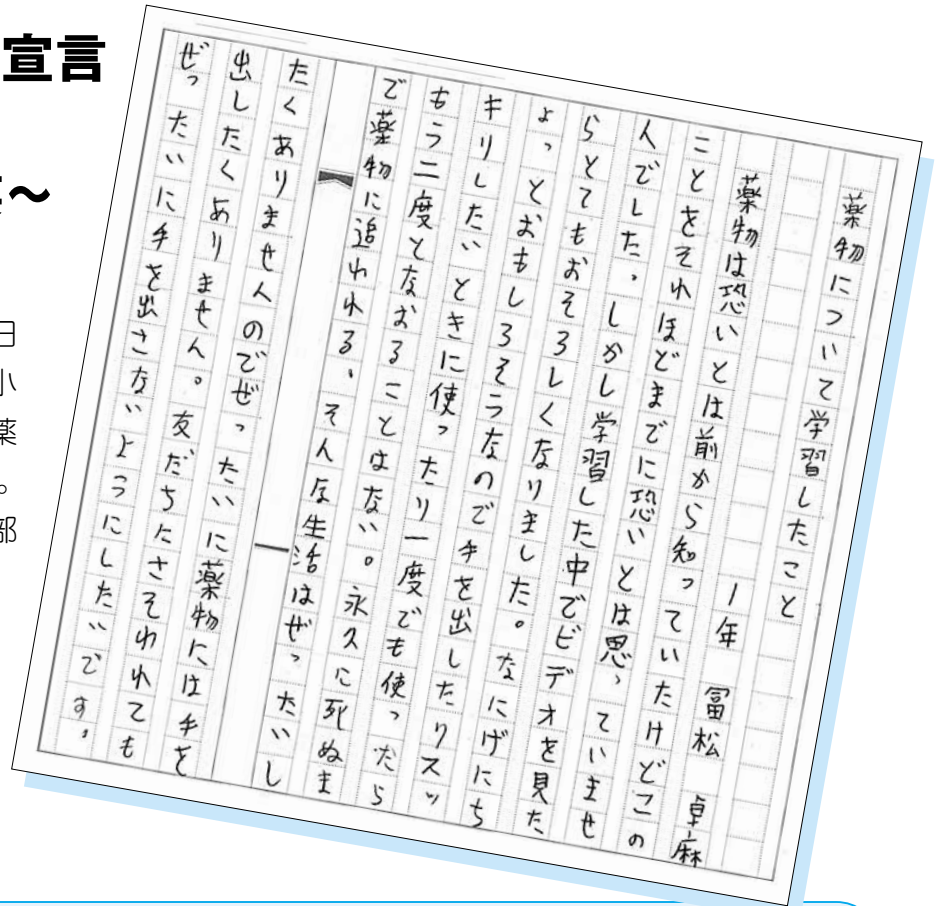 宣言
〜
日
小
薬
。
部
薬物について学習したこと
1年 冨松 卓麻
薬物は恐いとは前から知っていたけどこの
ことをそれほどまでに恐いとは思っていませ
人でした。しかし学習した中でビデオを見た
らとてもおそろしくなりました。なにげにち
ょっとおもしろそうなので手を出したりスッ
キリしたいときに使ったり一度でも使ったら
もう二度となおることはない。永久に死ぬま
で薬物に追われる、そんな生活はぜったいし
たくありませんのでぜったいに薬物には手を
出したくありません。友だちにさそわれても
ぜったいに手を出さないようにしたいです。